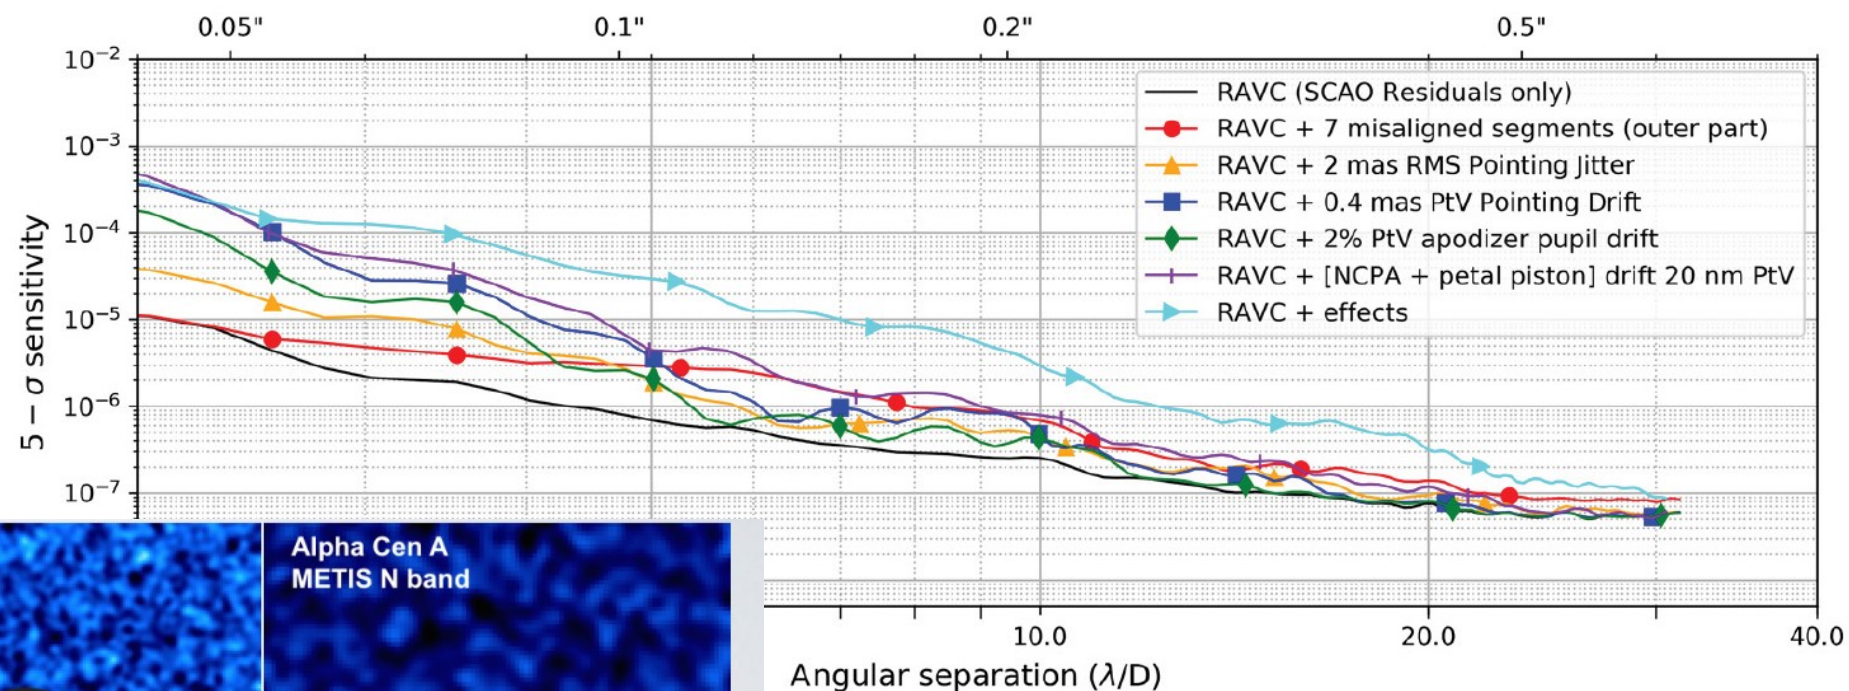 0.05" 0.1" 0.2" 0.5"
10⁻²
10⁻³
10⁻⁴
10⁻⁵
10⁻⁶
10⁻⁷
5 − σ sensitivity
RAVC (SCAO Residuals only)
RAVC + 7 misaligned segments (outer part)
RAVC + 2 mas RMS Pointing Jitter
RAVC + 0.4 mas PtV Pointing Drift
RAVC + 2% PtV apodizer pupil drift
RAVC + [NCPA + petal piston] drift 20 nm PtV
RAVC + effects
Alpha Cen A
METIS N band
10.0 20.0 40.0
Angular separation (λ/D)